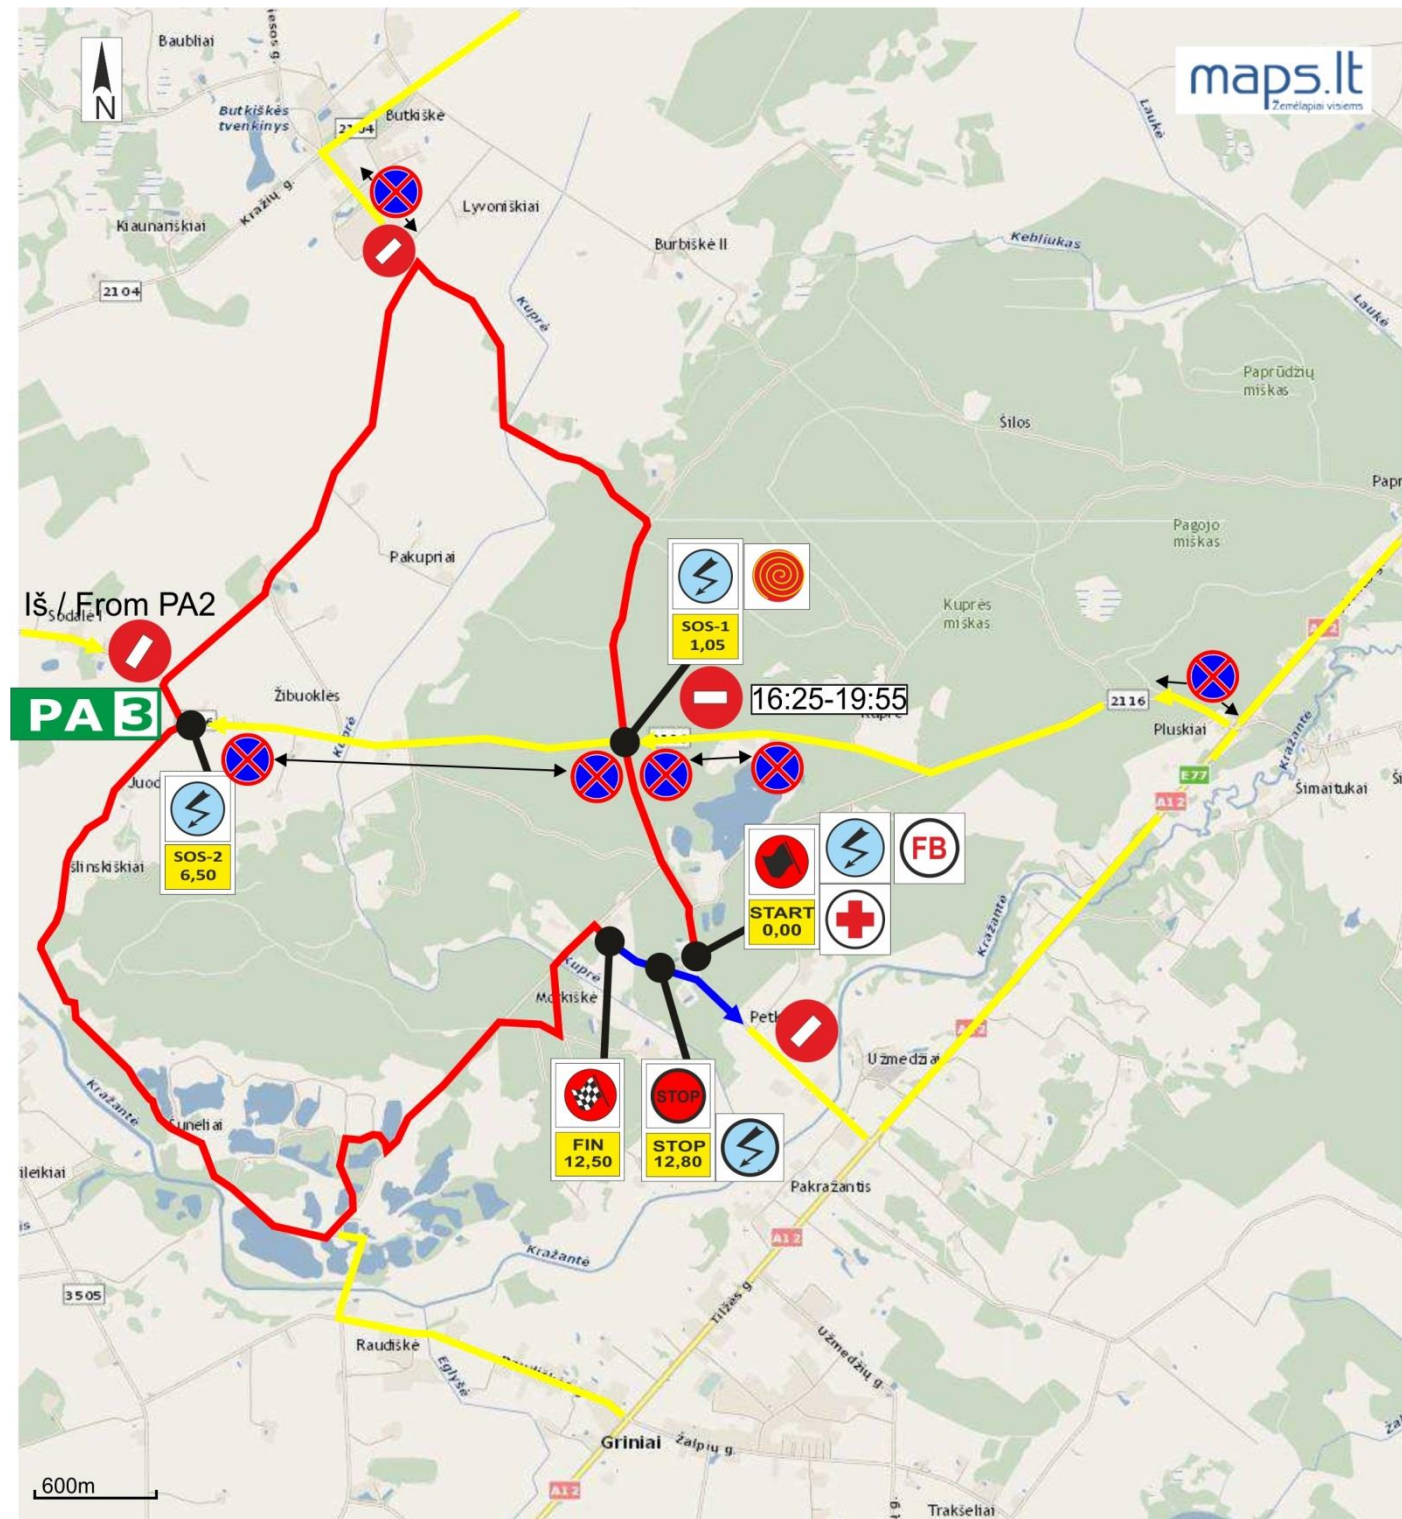 Baubliai
maps.lt
Žemėlapiai visiems
N
Butkiškės
tvenkinys
2104
Butkiškė
Laukė
Kražių g.
Lyvoniškiai
Kiaunariškiai
Burbiškė II
Kebliukas
2104
Kuprė
Laukė
Paprūdžių
miškas
Šilos
Pagojo
miškas
Pakupriai
Iš / From PA2
SOS-1
1,05
Kuprės
miškas
16:25-19:55
PA 3
Žibuoklės
Kuprė
2116
Pluskiai
Kražantė
E77
A12
Šimaitukai
SOS-2
6,50
START
0,00
FB
Kražantė
Kuprė
Užmedžiai
Kražantė
Šuneliai
FIN
12,50
STOP
STOP
12,80
Pakražantis
Kražantė
A12
3505
Tilžės g.
Raudiškė
Užmedžių g.
Eglyšė
Griniai
Žalpių g.
600m
A12
Trakšeliai